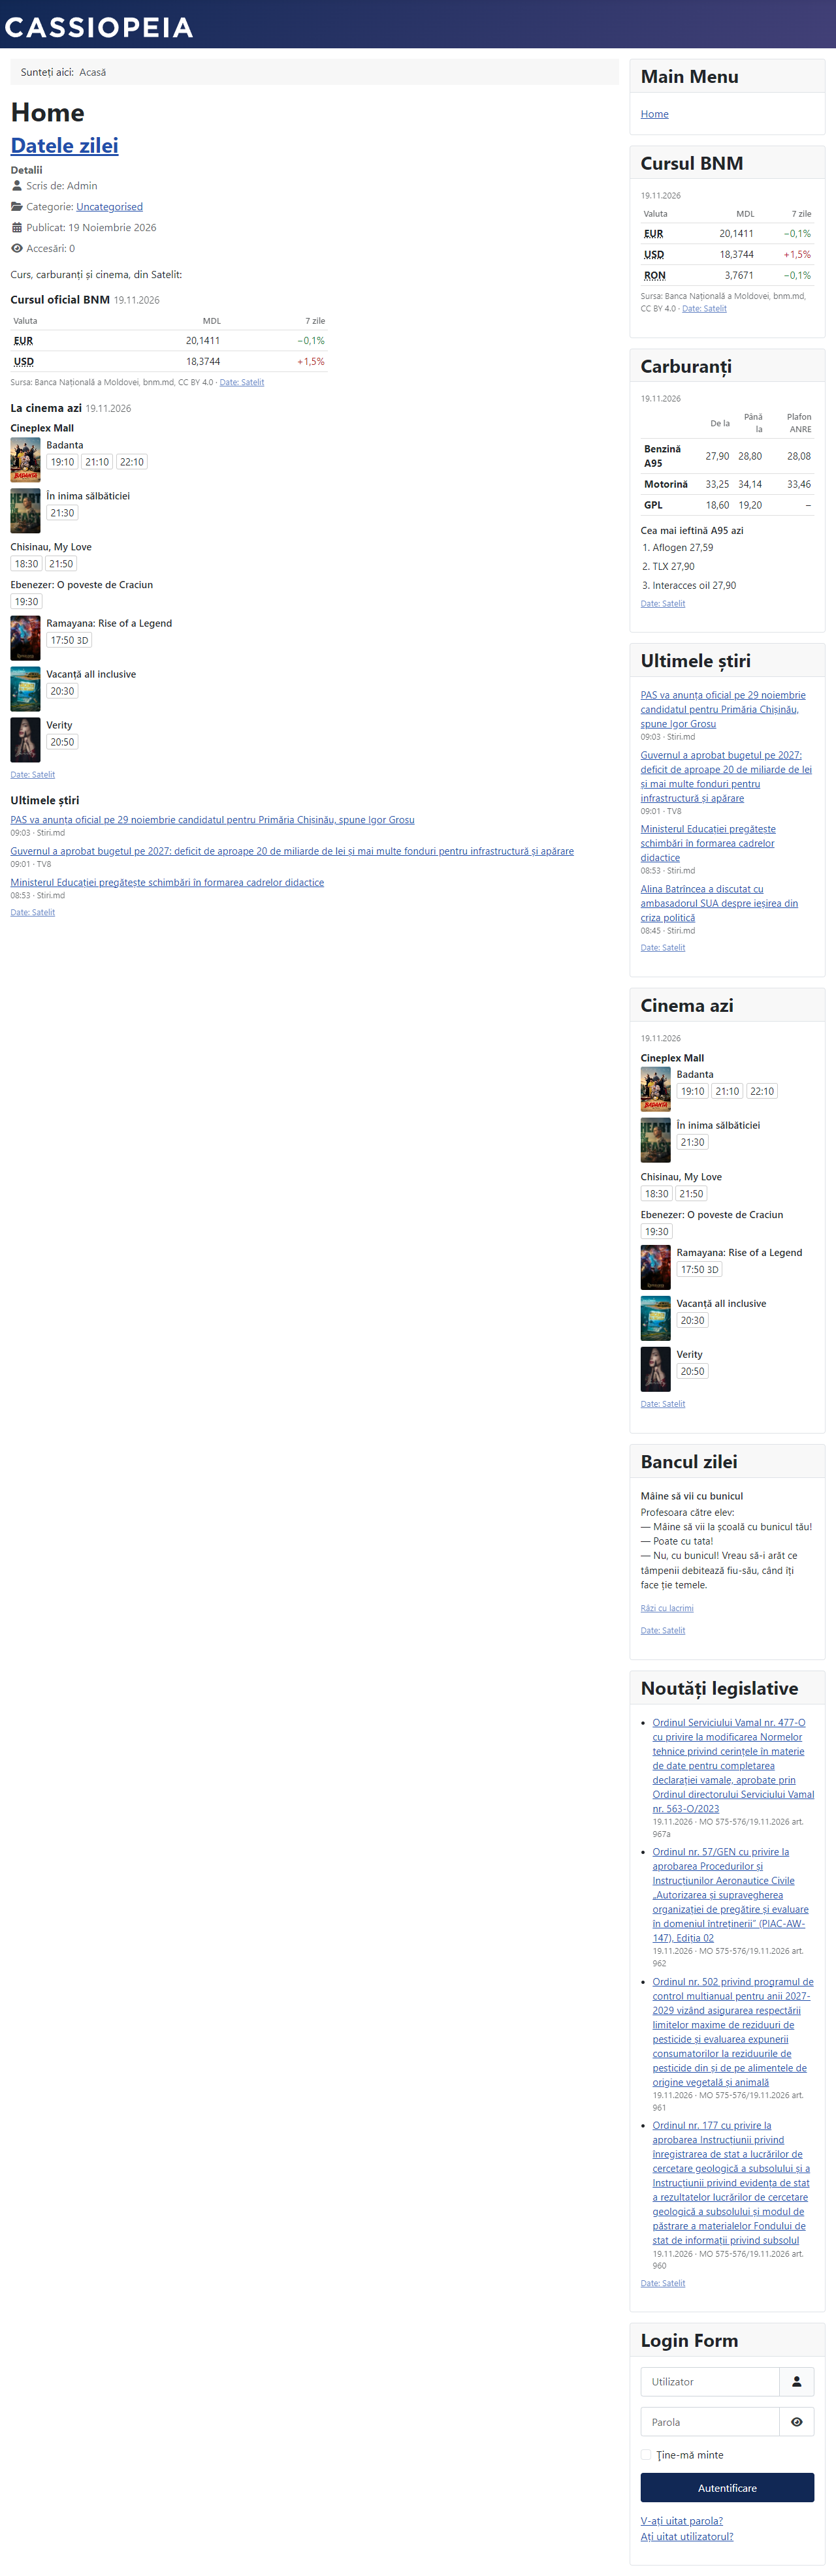 CASSIOPEIA
Sunteți aici: Acasă
Home
Datele zilei
Detalii
Scris de: Admin
Categorie: Uncategorised
Publicat: 19 Noiembrie 2026
Accesări: 0
Curs, carburanți și cinema, din Satelit:
Cursul oficial BNM 19.11.2026
Valuta MDL 7 zile
EUR 20,1411 −0,1%
USD 18,3744 +1,5%
Sursa: Banca Națională a Moldovei, bnm.md, CC BY 4.0 · Date: Satelit
La cinema azi 19.11.2026
Cineplex Mall
Badanta
19:10 21:10 22:10
În inima sălbăticiei
21:30
Chisinau, My Love
18:30 21:50
Ebenezer: O poveste de Craciun
19:30
Ramayana: Rise of a Legend
17:50 3D
Vacanță all inclusive
20:30
Verity
20:50
Date: Satelit
Ultimele știri
PAS va anunța oficial pe 29 noiembrie candidatul pentru Primăria Chișinău, spune Igor Grosu
09:03 · Stiri.md
Guvernul a aprobat bugetul pe 2027: deficit de aproape 20 de miliarde de lei și mai multe fonduri pentru infrastructură și apărare
09:01 · TV8
Ministerul Educației pregătește schimbări în formarea cadrelor didactice
08:53 · Stiri.md
Date: Satelit
Main Menu
Home
Cursul BNM
19.11.2026
Valuta MDL 7 zile
EUR 20,1411 −0,1%
USD 18,3744 +1,5%
RON 3,7671 −0,1%
Sursa: Banca Națională a Moldovei, bnm.md,
CC BY 4.0 · Date: Satelit
Carburanți
19.11.2026
De la Până la Plafon ANRE
Benzină A95 27,90 28,80 28,08
Motorină 33,25 34,14 33,46
GPL 18,60 19,20 –
Cea mai ieftină A95 azi
1. Aflogen 27,59
2. TLX 27,90
3. Interacces oil 27,90
Date: Satelit
Ultimele știri
PAS va anunța oficial pe 29 noiembrie
candidatul pentru Primăria Chișinău,
spune Igor Grosu
09:03 · Stiri.md
Guvernul a aprobat bugetul pe 2027:
deficit de aproape 20 de miliarde de lei
și mai multe fonduri pentru
infrastructură și apărare
09:01 · TV8
Ministerul Educației pregătește
schimbări în formarea cadrelor
didactice
08:53 · Stiri.md
Alina Batrîncea a discutat cu
ambasadorul SUA despre ieșirea din
criza politică
08:45 · Stiri.md
Date: Satelit
Cinema azi
19.11.2026
Cineplex Mall
Badanta
19:10 21:10 22:10
În inima sălbăticiei
21:30
Chisinau, My Love
18:30 21:50
Ebenezer: O poveste de Craciun
19:30
Ramayana: Rise of a Legend
17:50 3D
Vacanță all inclusive
20:30
Verity
20:50
Date: Satelit
Bancul zilei
Mâine să vii cu bunicul
Profesoara către elev:
— Mâine să vii la școală cu bunicul tău!
— Poate cu tata!
— Nu, cu bunicul! Vreau să-i arăt ce
tâmpenii debitează fiu-său, când îți
face ție temele.
Râzi cu lacrimi
Date: Satelit
Noutăți legislative
• Ordinul Serviciului Vamal nr. 477-O
cu privire la modificarea Normelor
tehnice privind cerințele în materie
de date pentru completarea
declarației vamale, aprobate prin
Ordinul directorului Serviciului Vamal
nr. 563-O/2023
19.11.2026 · MO 575-576/19.11.2026 art.
967a
• Ordinul nr. 57/GEN cu privire la
aprobarea Procedurilor și
Instrucțiunilor Aeronautice Civile
„Autorizarea și supravegherea
organizației de pregătire și evaluare
în domeniul întreținerii” (PIAC-AW-
147), Ediția 02
19.11.2026 · MO 575-576/19.11.2026 art.
962
• Ordinul nr. 502 privind programul de
control multianual pentru anii 2027-
2029 vizând asigurarea respectării
limitelor maxime de reziduuri de
pesticide și evaluarea expunerii
consumatorilor la reziduurile de
pesticide din și de pe alimentele de
origine vegetală și animală
19.11.2026 · MO 575-576/19.11.2026 art.
961
• Ordinul nr. 177 cu privire la
aprobarea Instrucțiunii privind
înregistrarea de stat a lucrărilor de
cercetare geologică a subsolului și a
Instrucțiunii privind evidența de stat
a rezultatelor lucrărilor de cercetare
geologică a subsolului și modul de
păstrare a materialelor Fondului de
stat de informații privind subsolul
19.11.2026 · MO 575-576/19.11.2026 art.
960
Date: Satelit
Login Form
Utilizator
Parola
Ține-mă minte
Autentificare
V-ați uitat parola?
Ați uitat utilizatorul?